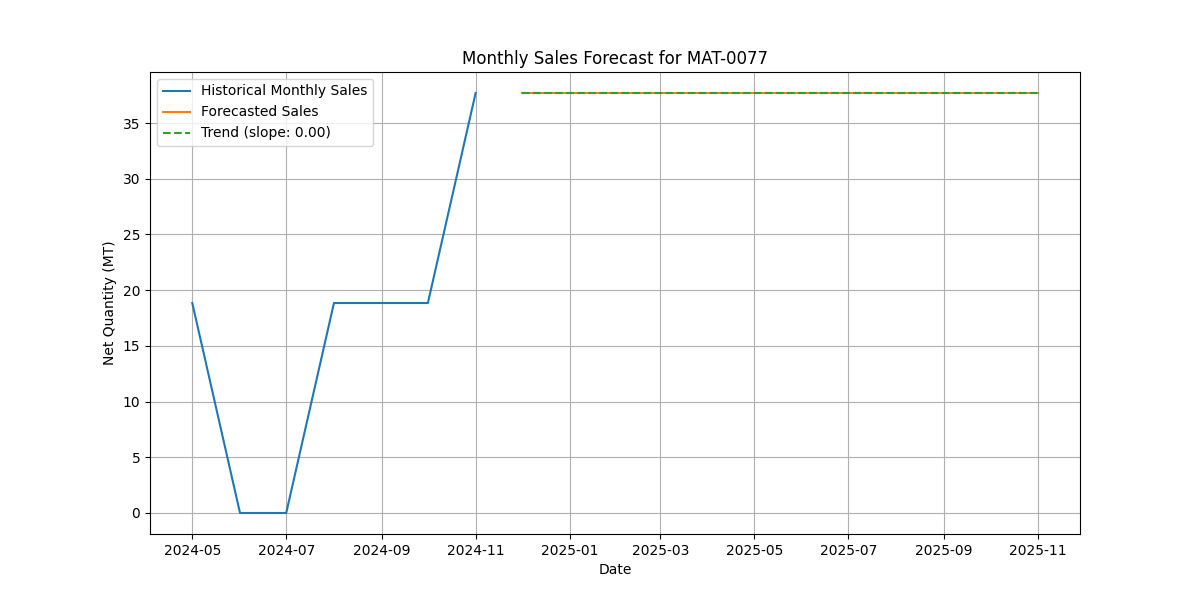 Monthly Sales Forecast for MAT-0077
Historical Monthly Sales
Forecasted Sales
Trend (slope: 0.00)
35
30
25
20
15
10
5
0
Net Quantity (MT)
2024-05 2024-07 2024-09 2024-11 2025-01 2025-03 2025-05 2025-07 2025-09 2025-11
Date